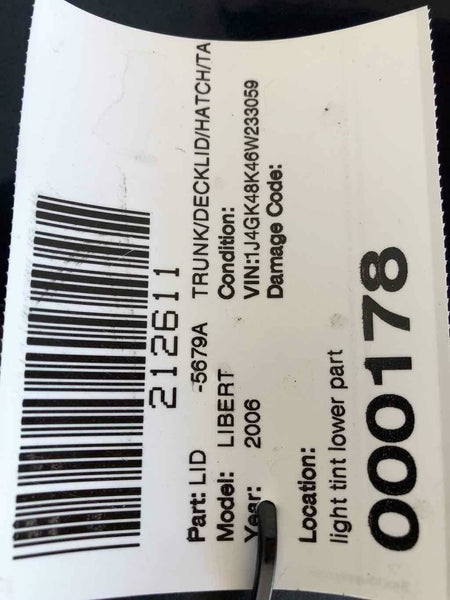 212611
Part: LID -5679A TRUNK/DECKLID/HATCH/TA
Model: LIBERT Condition:
Year: 2006 VIN:1J4GK48K46W233059
Damage Code:
Location:
light tint lower part
000178